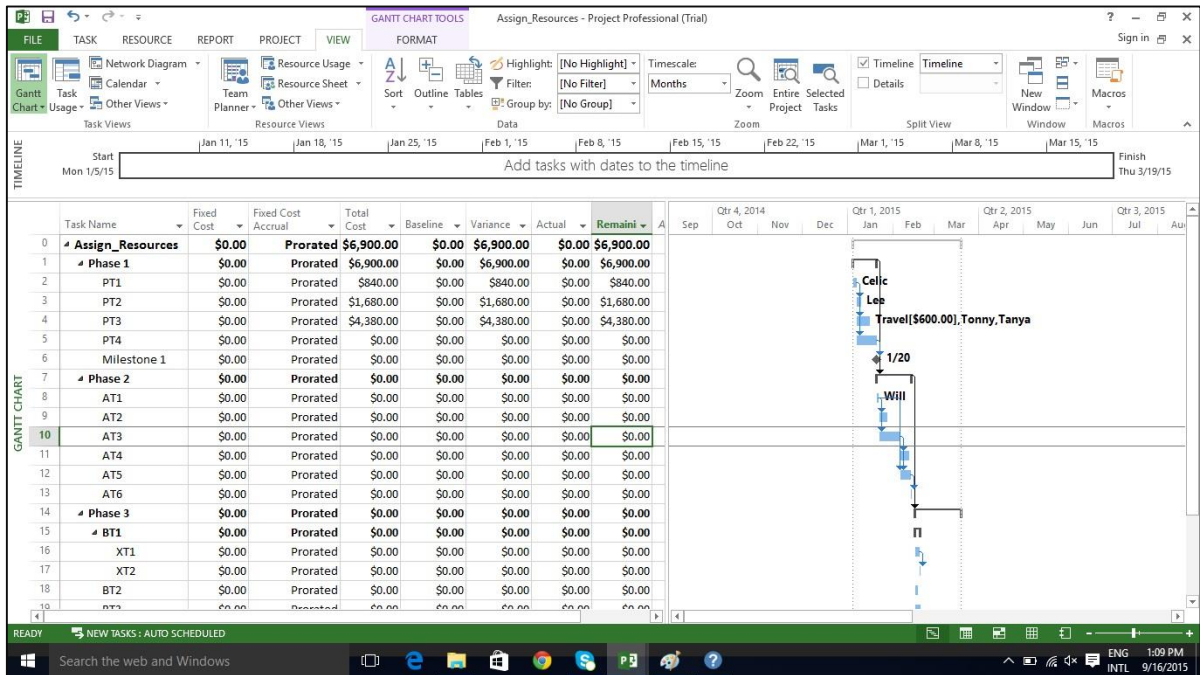 GANTT CHART TOOLS Assign_Resources - Project Professional (Trial)
FILE TASK RESOURCE REPORT PROJECT VIEW FORMAT Sign in
Network Diagram Resource Usage Highlight: [No Highlight] Timescale: Timeline Timeline
Calendar Resource Sheet Filter: [No Filter] Months Details
Gantt Chart Task Usage Other Views Team Planner Other Views Sort Outline Tables Group by: [No Group] Zoom Entire Project Selected Tasks New Window Macros
Task Views Resource Views Data Zoom Split View Window Macros
TIMELINE
Jan 11, '15 Jan 18, '15 Jan 25, '15 Feb 1, '15 Feb 8, '15 Feb 15, '15 Feb 22, '15 Mar 1, '15 Mar 8, '15 Mar 15, '15
Start
Mon 1/5/15
Add tasks with dates to the timeline
Finish
Thu 3/19/15
GANTT CHART
Task Name Fixed Cost Fixed Cost Accrual Total Cost Baseline Variance Actual Remaini A
Qtr 4, 2014 Qtr 1, 2015 Qtr 2, 2015 Qtr 3, 2015
Sep Oct Nov Dec Jan Feb Mar Apr May Jun Jul Au
0 Assign_Resources $0.00 Prorated $6,900.00 $0.00 $6,900.00 $0.00 $6,900.00
1 Phase 1 $0.00 Prorated $6,900.00 $0.00 $6,900.00 $0.00 $6,900.00
2 PT1 $0.00 Prorated $840.00 $0.00 $840.00 $0.00 $840.00 Celic
3 PT2 $0.00 Prorated $1,680.00 $0.00 $1,680.00 $0.00 $1,680.00 Lee
4 PT3 $0.00 Prorated $4,380.00 $0.00 $4,380.00 $0.00 $4,380.00 Travel[$600.00],Tonny,Tanya
5 PT4 $0.00 Prorated $0.00 $0.00 $0.00 $0.00 $0.00
6 Milestone 1 $0.00 Prorated $0.00 $0.00 $0.00 $0.00 $0.00 1/20
7 Phase 2 $0.00 Prorated $0.00 $0.00 $0.00 $0.00 $0.00
8 AT1 $0.00 Prorated $0.00 $0.00 $0.00 $0.00 $0.00 Will
9 AT2 $0.00 Prorated $0.00 $0.00 $0.00 $0.00 $0.00
10 AT3 $0.00 Prorated $0.00 $0.00 $0.00 $0.00 $0.00
11 AT4 $0.00 Prorated $0.00 $0.00 $0.00 $0.00 $0.00
12 AT5 $0.00 Prorated $0.00 $0.00 $0.00 $0.00 $0.00
13 AT6 $0.00 Prorated $0.00 $0.00 $0.00 $0.00 $0.00
14 Phase 3 $0.00 Prorated $0.00 $0.00 $0.00 $0.00 $0.00
15 BT1 $0.00 Prorated $0.00 $0.00 $0.00 $0.00 $0.00
16 XT1 $0.00 Prorated $0.00 $0.00 $0.00 $0.00 $0.00
17 XT2 $0.00 Prorated $0.00 $0.00 $0.00 $0.00 $0.00
18 BT2 $0.00 Prorated $0.00 $0.00 $0.00 $0.00 $0.00
READY NEW TASKS : AUTO SCHEDULED
Search the web and Windows ENG 1:09 PM
INTL 9/16/2015